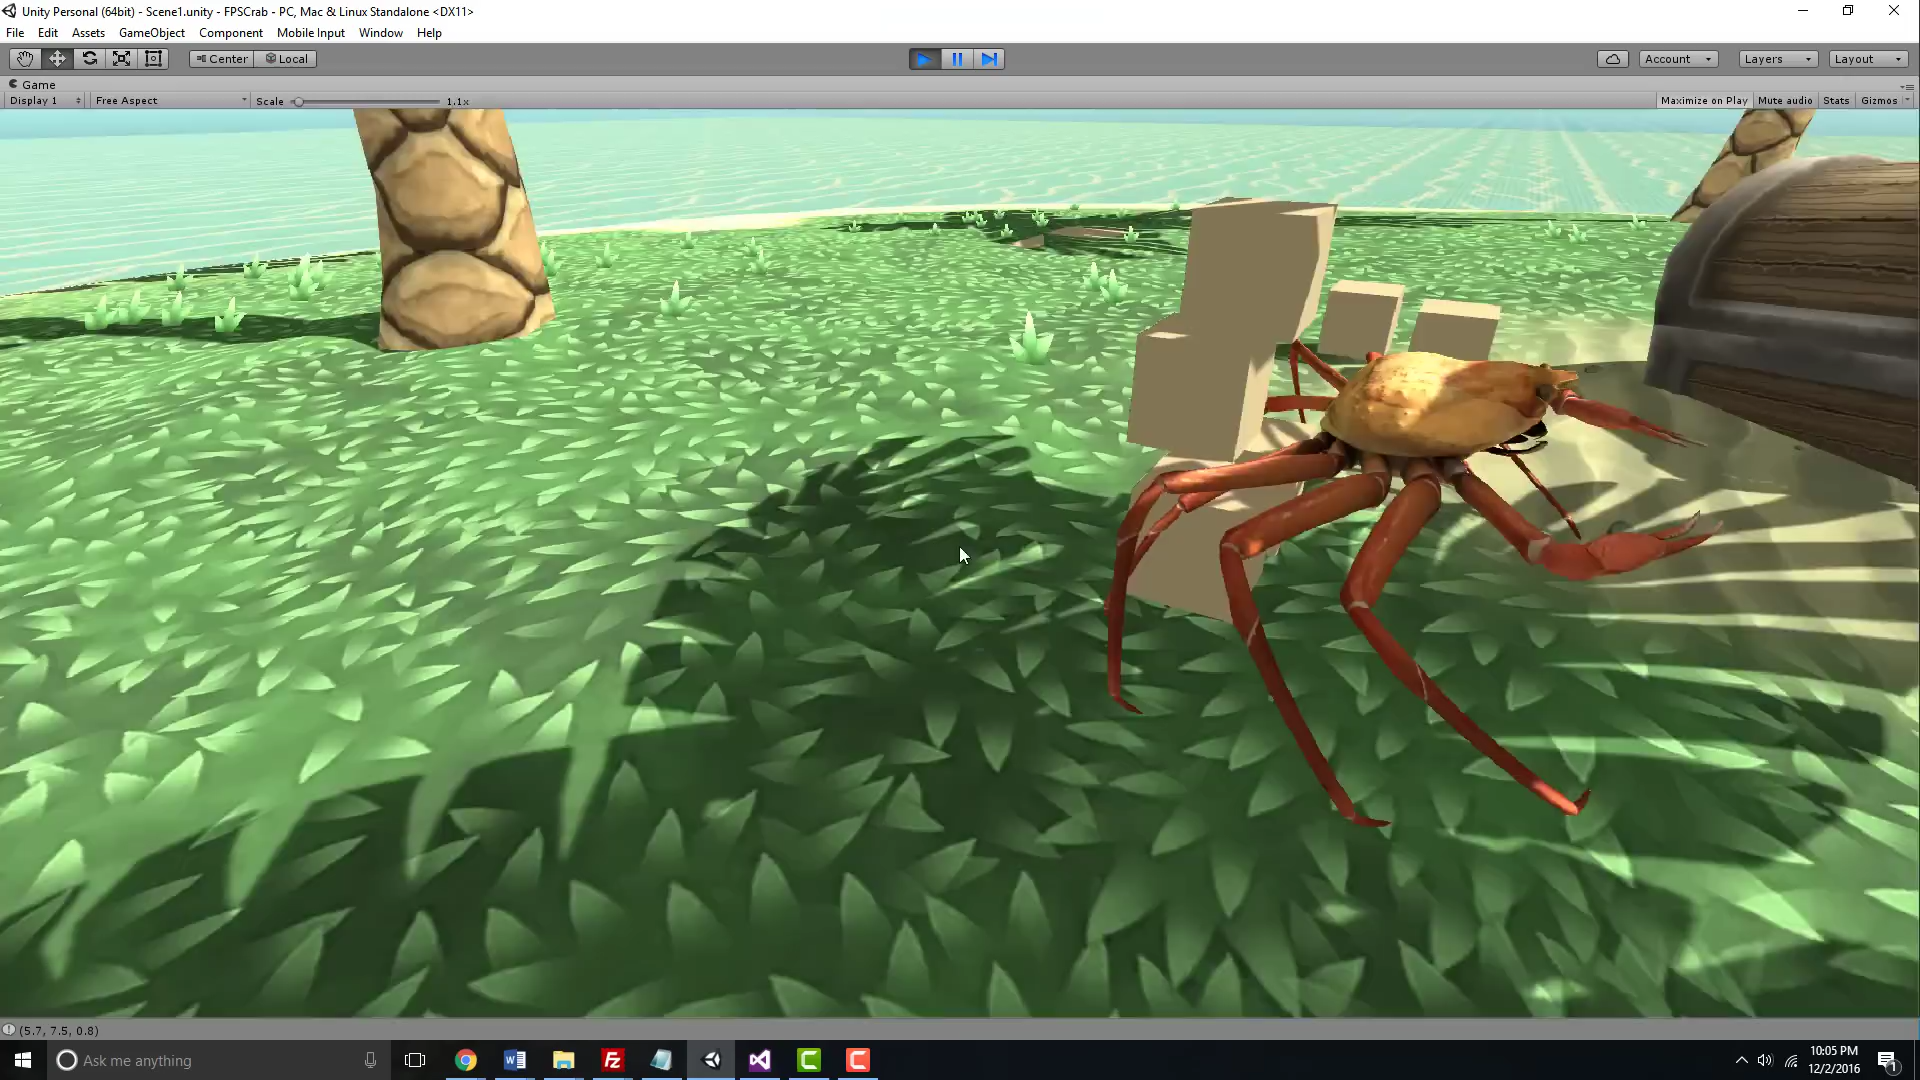 Unity Personal (64bit) - Scene1.unity - FPSCrab - PC, Mac & Linux Standalone <DX11>
File Edit Assets GameObject Component Mobile Input Window Help
Center Local Account Layers Layout
Game
Display 1 Free Aspect Scale 1.1x Maximize on Play Mute audio Stats Gizmos
(5.7, 7.5, 0.8)
Ask me anything
10:05 PM
12/2/2016